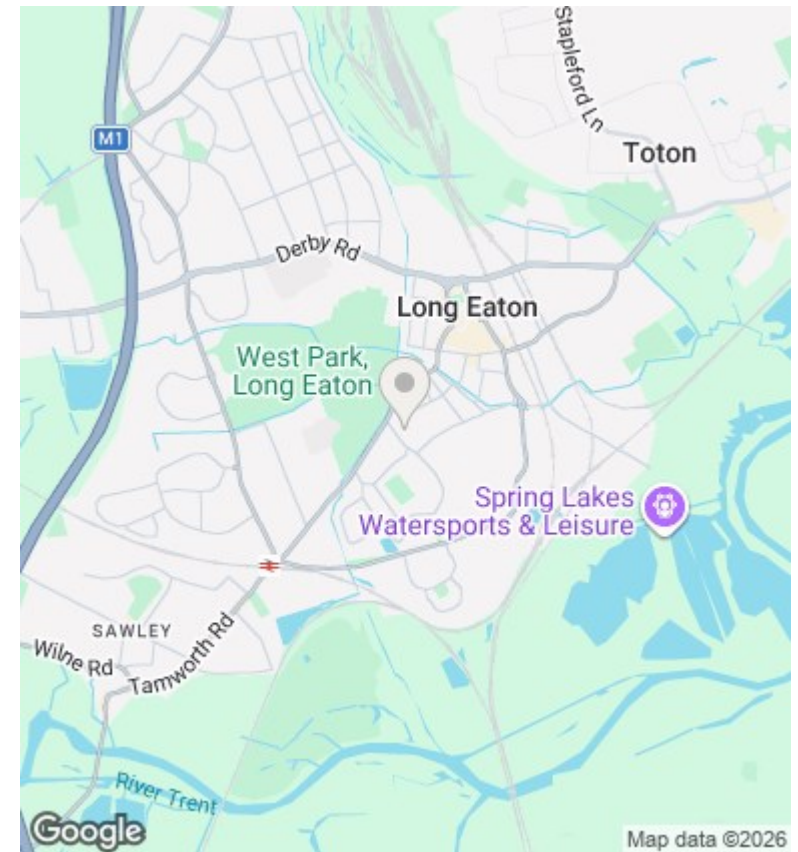 Stapleford Ln
M1
Toton
Derby Rd
Long Eaton
West Park,
Long Eaton
Spring Lakes
Watersports & Leisure
SAWLEY
Wilne Rd
Tamworth Rd
River Trent
Google
Map data ©2026